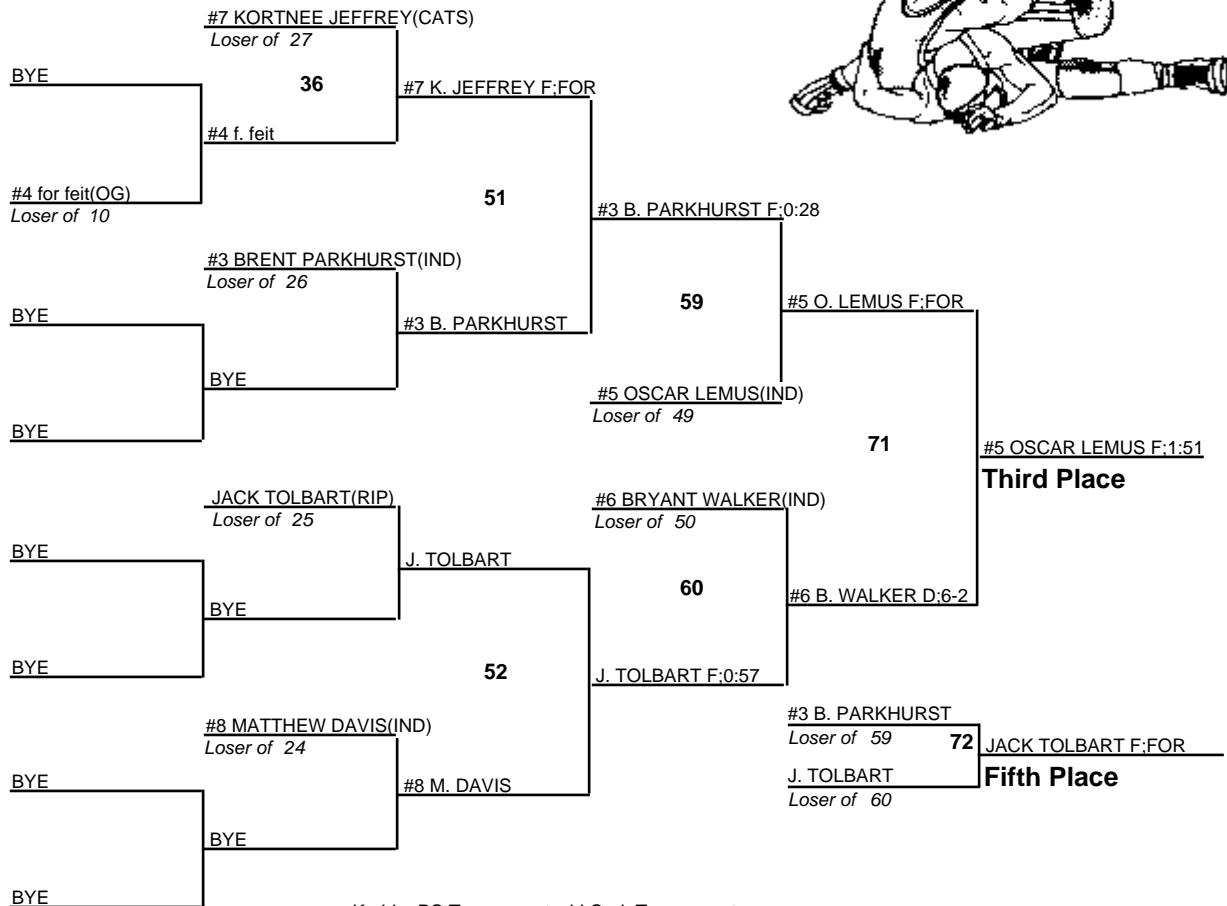 #7 KORTNEE JEFFREY(CATS)
Loser of 27
BYE
36
#7 K. JEFFREY F;FOR
#4 f. feit
#4 for feit(OG)
Loser of 10
51
#3 B. PARKHURST F;0:28
#3 BRENT PARKHURST(IND)
Loser of 26
59
#5 O. LEMUS F;FOR
BYE
#3 B. PARKHURST
BYE
#5 OSCAR LEMUS(IND)
Loser of 49
BYE
71
#5 OSCAR LEMUS F;1:51
Third Place
JACK TOLBART(RIP)
Loser of 25
#6 BRYANT WALKER(IND)
Loser of 50
BYE
J. TOLBART
60
#6 B. WALKER D;6-2
BYE
BYE
52
J. TOLBART F;0:57
#8 MATTHEW DAVIS(IND)
Loser of 24
#3 B. PARKHURST
Loser of 59
72
JACK TOLBART F;FOR
Fifth Place
BYE
#8 M. DAVIS
J. TOLBART
Loser of 60
BYE
BYE